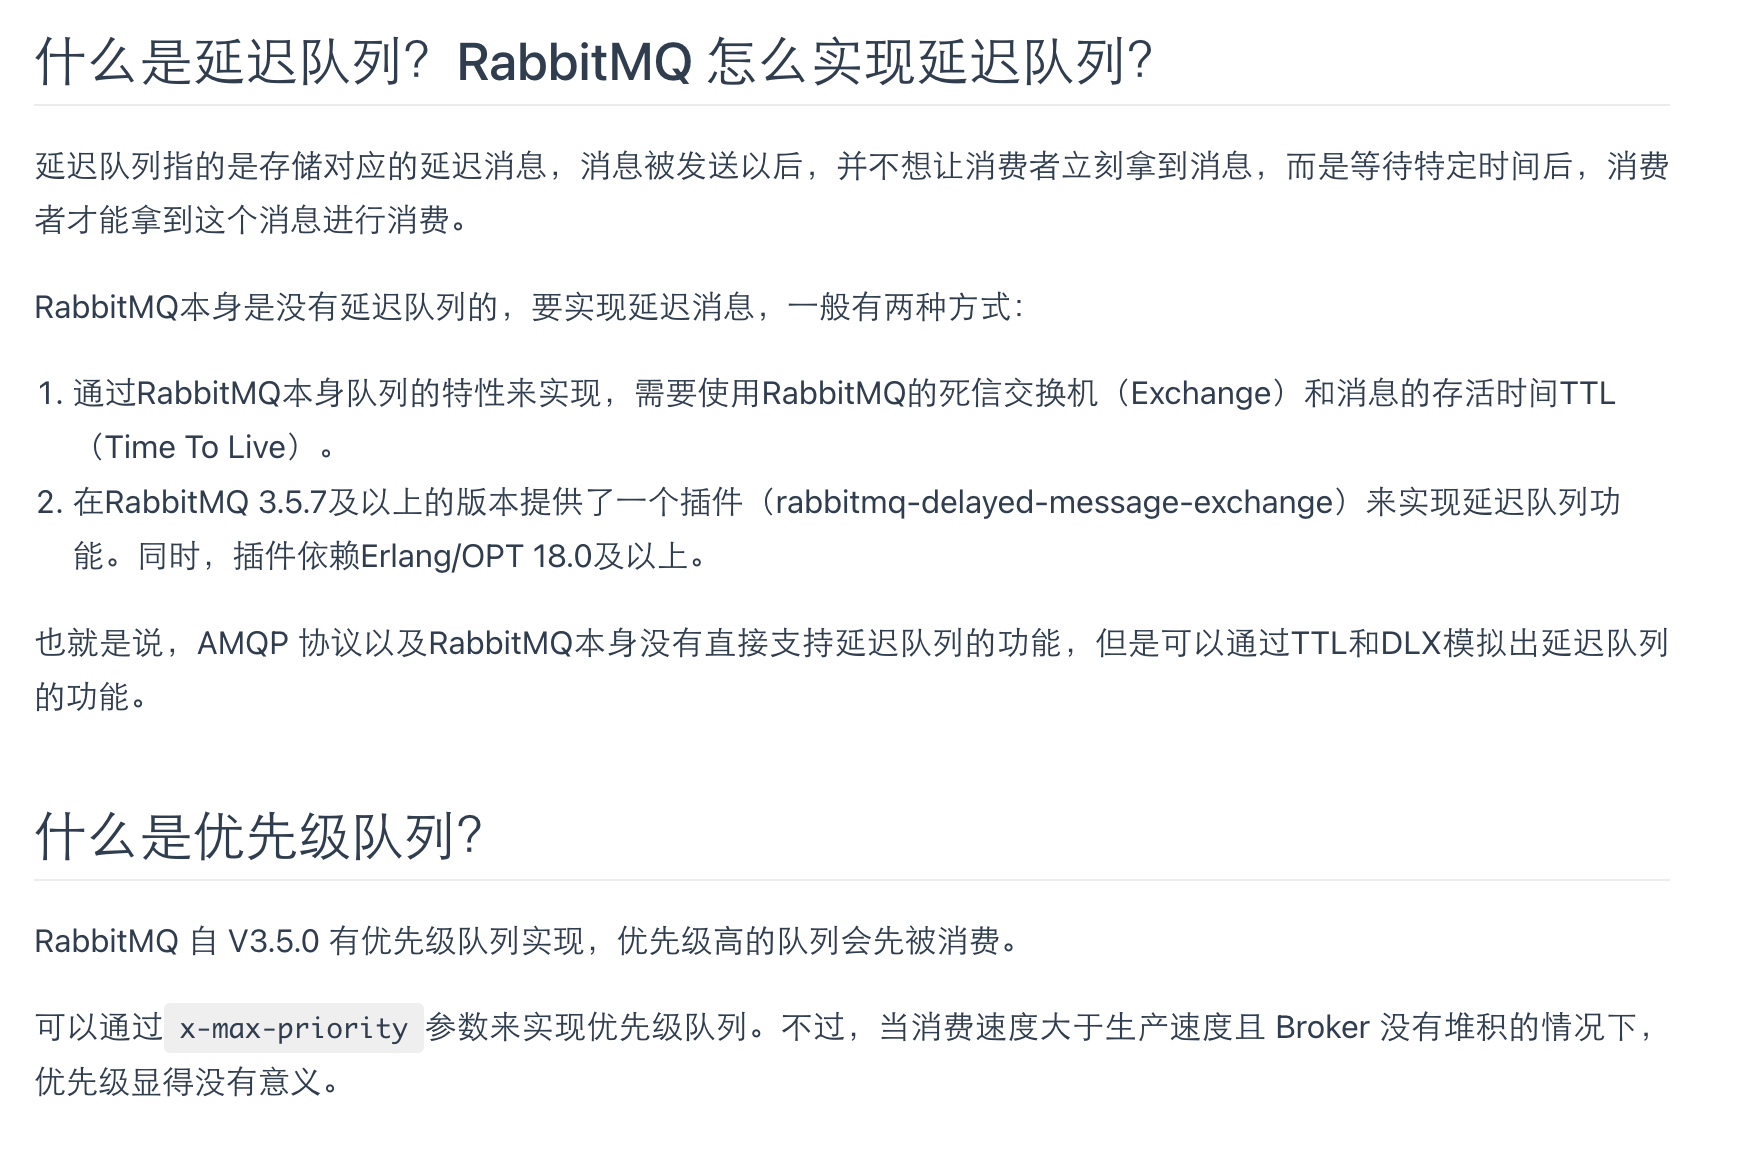 什么是延迟队列？RabbitMQ 怎么实现延迟队列？
延迟队列指的是存储对应的延迟消息，消息被发送以后，并不想让消费者立刻拿到消息，而是等待特定时间后，消费
者才能拿到这个消息进行消费。
RabbitMQ本身是没有延迟队列的，要实现延迟消息，一般有两种方式：
1. 通过RabbitMQ本身队列的特性来实现，需要使用RabbitMQ的死信交换机（Exchange）和消息的存活时间TTL
（Time To Live）。
2. 在RabbitMQ 3.5.7及以上的版本提供了一个插件（rabbitmq-delayed-message-exchange）来实现延迟队列功
能。同时，插件依赖Erlang/OPT 18.0及以上。
也就是说，AMQP 协议以及RabbitMQ本身没有直接支持延迟队列的功能，但是可以通过TTL和DLX模拟出延迟队列
的功能。
什么是优先级队列？
RabbitMQ 自 V3.5.0 有优先级队列实现，优先级高的队列会先被消费。
可以通过 x-max-priority 参数来实现优先级队列。不过，当消费速度大于生产速度且 Broker 没有堆积的情况下，
优先级显得没有意义。